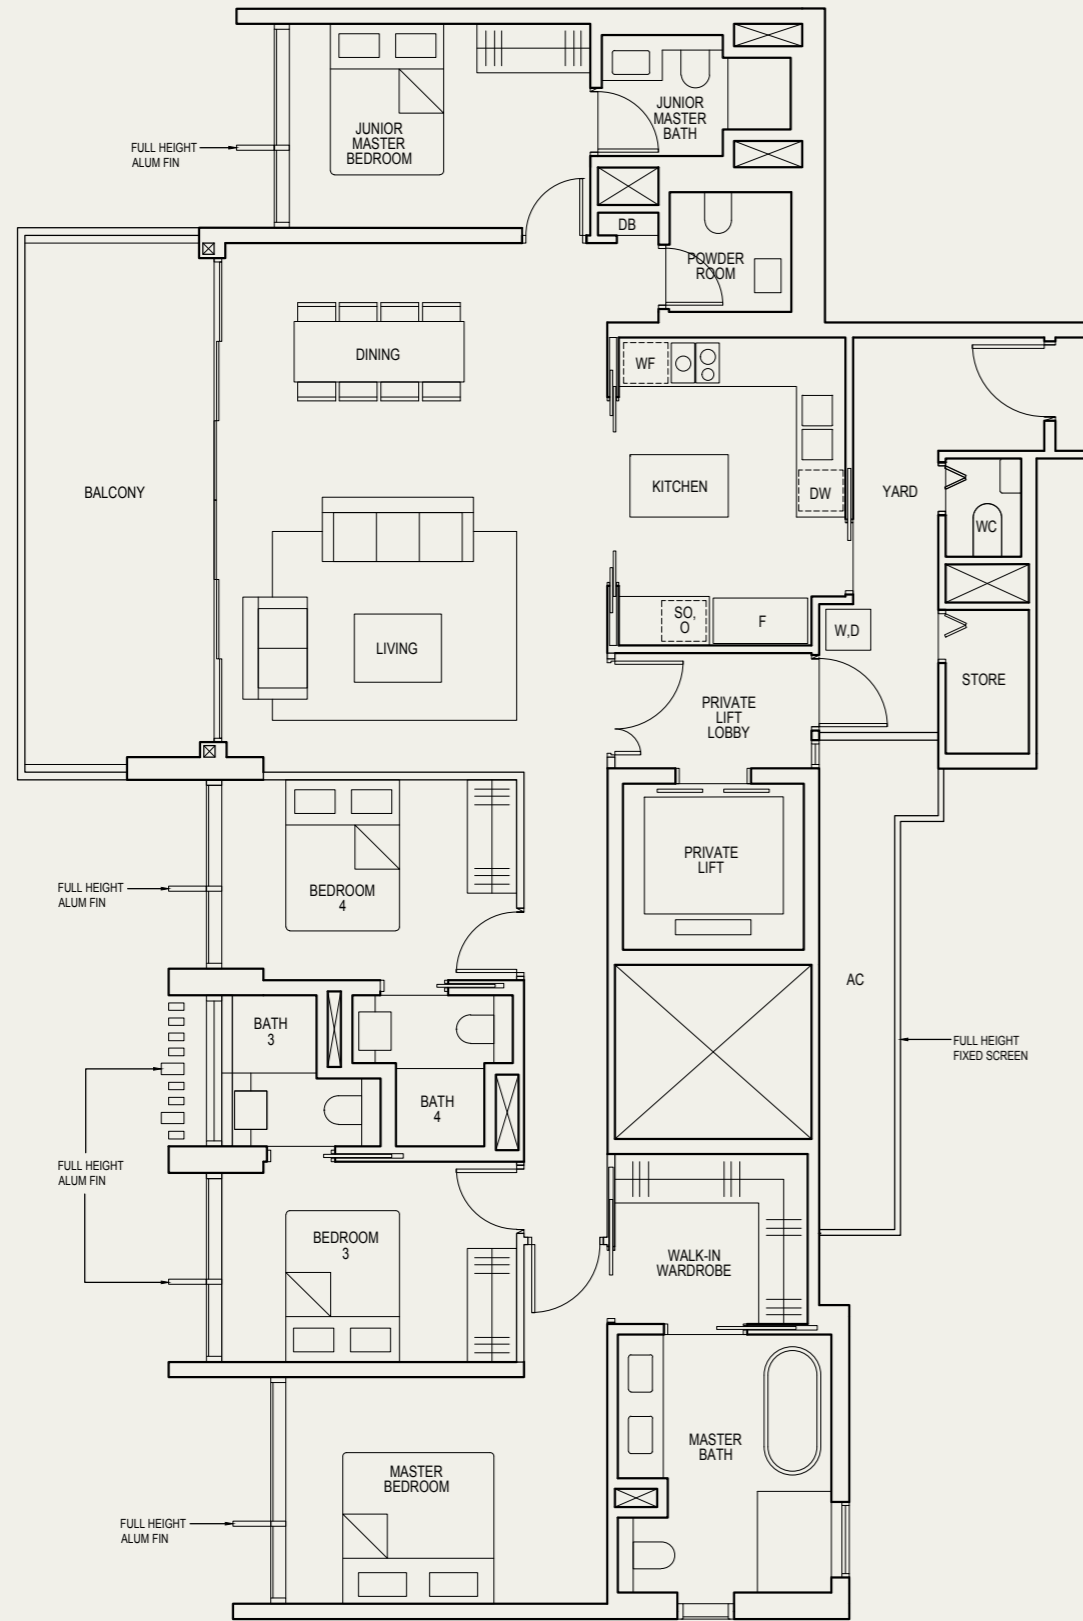 JUNIOR
MASTER
BEDROOM
JUNIOR
MASTER
BATH
FULL HEIGHT
ALUM FIN
DB
POWDER
ROOM
DINING
WF
BALCONY
KITCHEN
DW
YARD
WC
SO,
O
F
W,D
LIVING
STORE
PRIVATE
LIFT
LOBBY
PRIVATE
LIFT
FULL HEIGHT
ALUM FIN
BEDROOM
4
AC
BATH
3
FULL HEIGHT
FIXED SCREEN
BATH
4
FULL HEIGHT
ALUM FIN
BEDROOM
3
WALK-IN
WARDROBE
MASTER
BATH
MASTER
BEDROOM
FULL HEIGHT
ALUM FIN